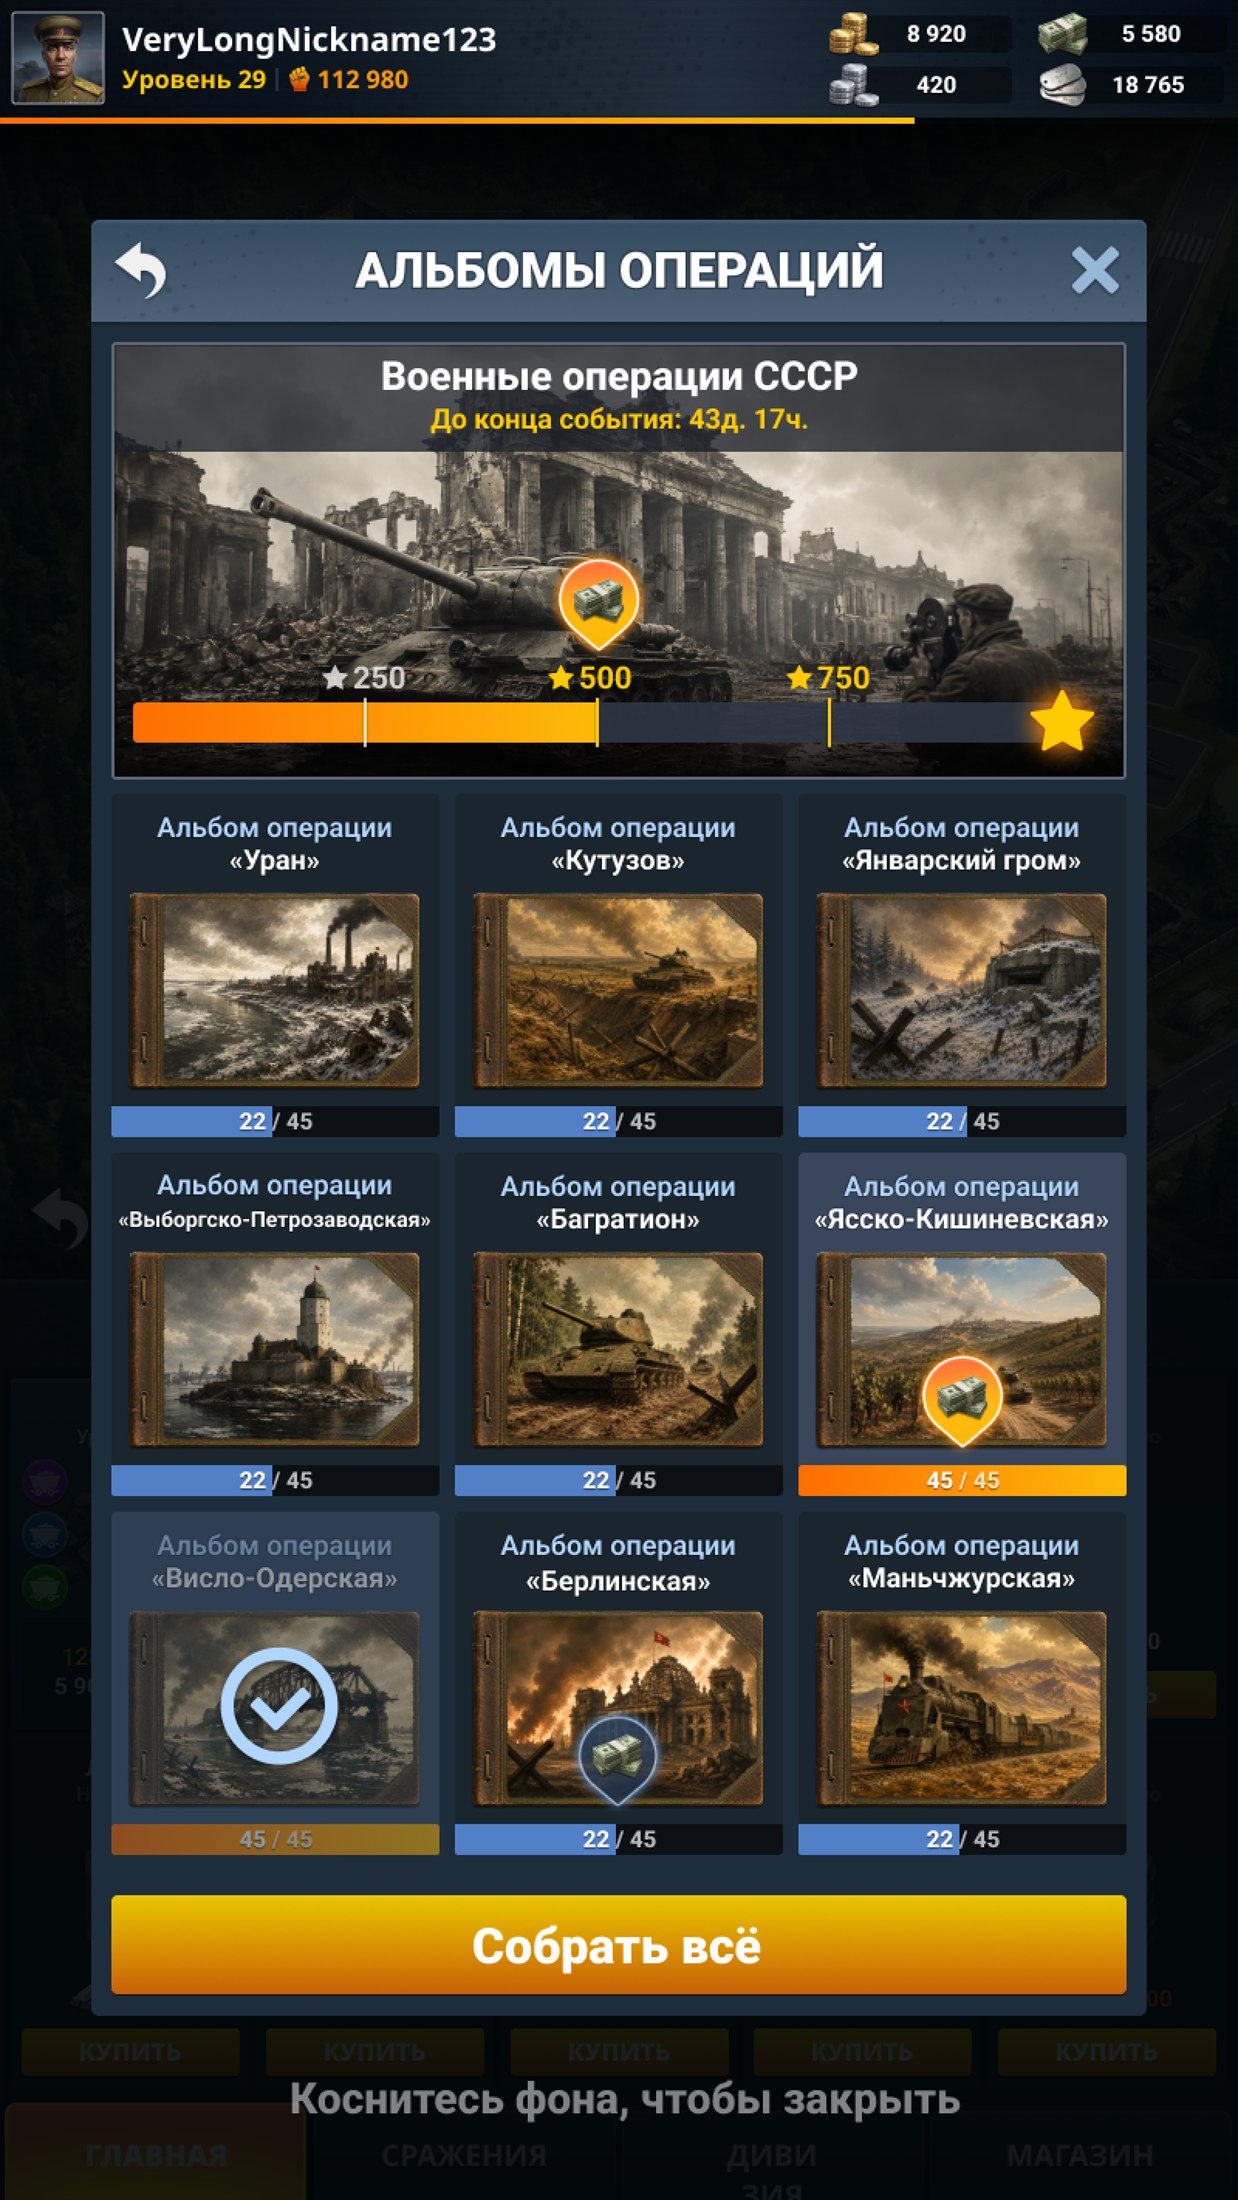 VeryLongNickname123
Уровень 29
112 980
8 920
5 580
420
18 765
АЛЬБОМЫ ОПЕРАЦИЙ
Военные операции СССР
До конца события: 43д. 17ч.
250
500
750
Альбом операции
«Уран»
22 / 45
Альбом операции
«Кутузов»
22 / 45
Альбом операции
«Январский гром»
22 / 45
Альбом операции
«Выборгско-Петрозаводская»
22 / 45
Альбом операции
«Багратион»
22 / 45
Альбом операции
«Ясско-Кишиневская»
45 / 45
Альбом операции
«Висло-Одерская»
45 / 45
Альбом операции
«Берлинская»
22 / 45
Альбом операции
«Маньчжурская»
22 / 45
Собрать всё
КУПИТЬ
КУПИТЬ
КУПИТЬ
КУПИТЬ
КУПИТЬ
Коснитесь фона, чтобы закрыть
ГЛАВНАЯ
СРАЖЕНИЯ
ДИВИ
ЗИЯ
МАГАЗИН